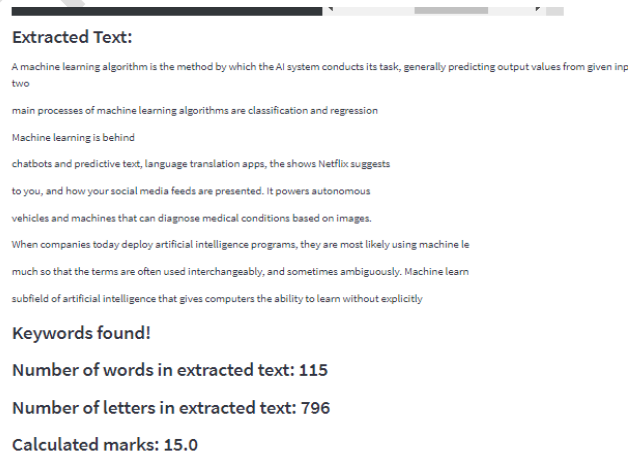 Extracted Text:
A machine learning algorithm is the method by which the AI system conducts its task, generally predicting output values from given inp
two
main processes of machine learning algorithms are classification and regression
Machine learning is behind
chatbots and predictive text, language translation apps, the shows Netflix suggests
to you, and how your social media feeds are presented. It powers autonomous
vehicles and machines that can diagnose medical conditions based on images.
When companies today deploy artificial intelligence programs, they are most likely using machine le
much so that the terms are often used interchangeably, and sometimes ambiguously. Machine learn
subfield of artificial intelligence that gives computers the ability to learn without explicitly
Keywords found!
Number of words in extracted text: 115
Number of letters in extracted text: 796
Calculated marks: 15.0